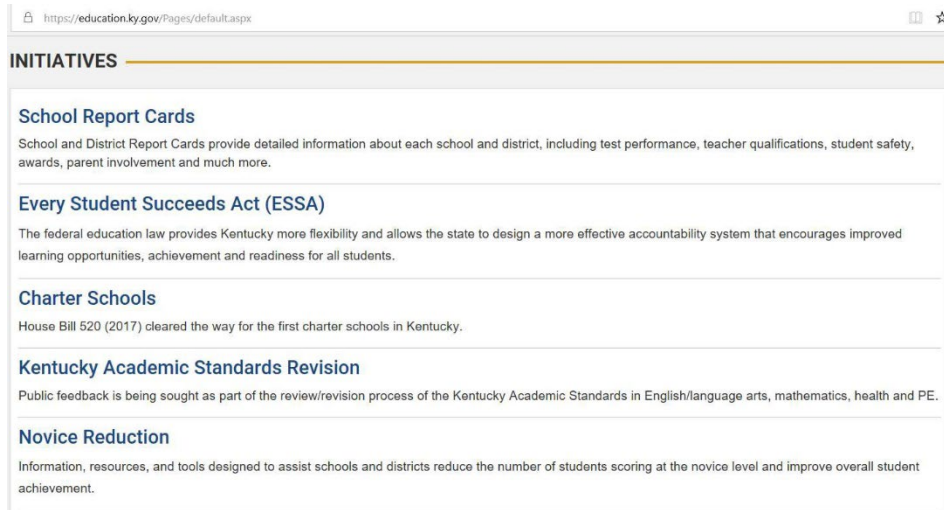 https://education.ky.gov/Pages/default.aspx
INITIATIVES
School Report Cards
School and District Report Cards provide detailed information about each school and district, including test performance, teacher qualifications, student safety,
awards, parent involvement and much more.
Every Student Succeeds Act (ESSA)
The federal education law provides Kentucky more flexibility and allows the state to design a more effective accountability system that encourages improved
learning opportunities, achievement and readiness for all students.
Charter Schools
House Bill 520 (2017) cleared the way for the first charter schools in Kentucky.
Kentucky Academic Standards Revision
Public feedback is being sought as part of the review/revision process of the Kentucky Academic Standards in English/language arts, mathematics, health and PE.
Novice Reduction
Information, resources, and tools designed to assist schools and districts reduce the number of students scoring at the novice level and improve overall student
achievement.